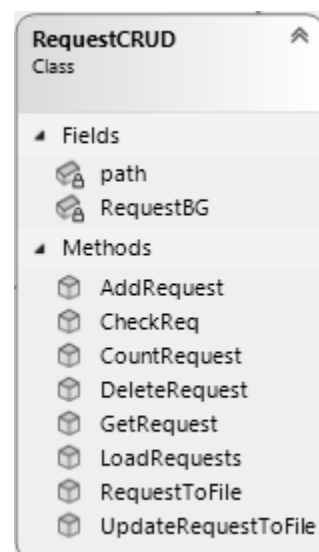 RequestCRUD
Class
Fields
path
RequestBG
Methods
AddRequest
CheckReq
CountRequest
DeleteRequest
GetRequest
LoadRequests
RequestToFile
UpdateRequestToFile